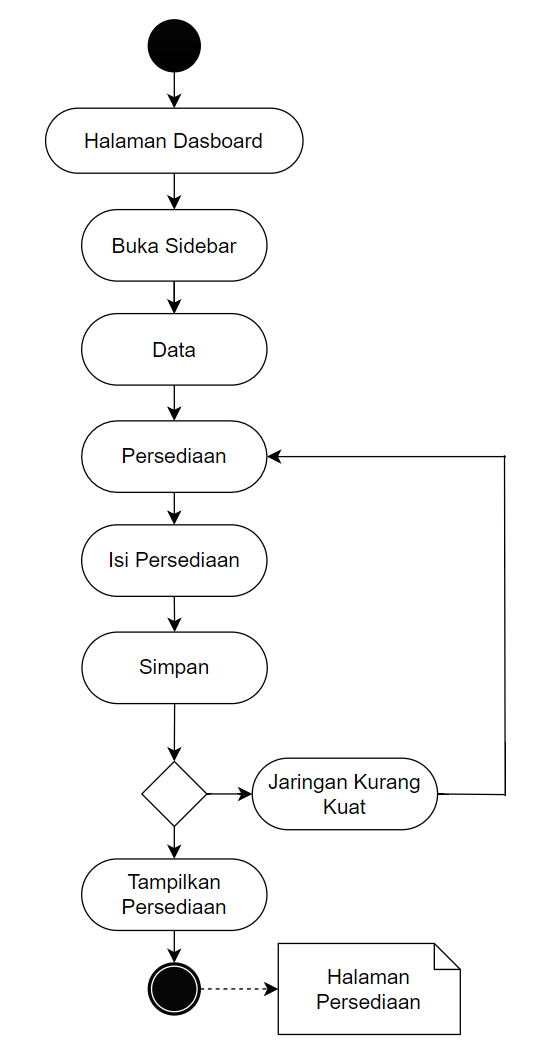 Halaman Dasboard
Buka Sidebar
Data
Persediaan
Isi Persediaan
Simpan
Jaringan Kurang
Kuat
Tampilkan
Persediaan
Halaman
Persediaan